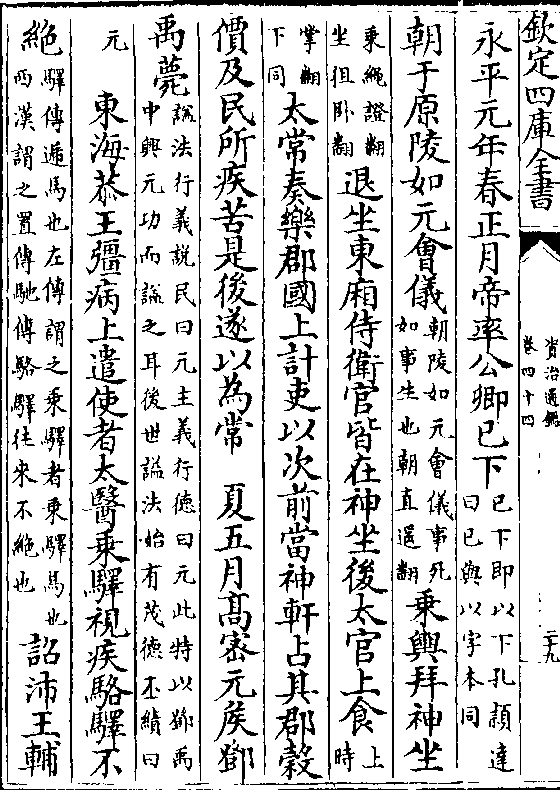 欽定四庫全書
資治通鑑
卷四十四
二十九
永平元年春正月帝率公卿已下已下即以下孔穎達曰已與以字本同
朝于原陵如元會儀朝陵如元會儀事死如事生也朝直遥翻乘輿拜神坐
乘繩證翻坐徂卧翻退坐東廂侍衛官皆在神坐後太官上食上時
掌翻下同太常奏樂郡國上計吏以次前當神軒占其郡穀
價及民所疾苦是後遂以為常　夏五月髙宻元矦鄧
禹薨諡法行義説民曰元主義行德曰元此特以鄧禹中興元功而諡之耳後世諡法始有茂德丕績曰
元　東海恭王彊病上遣使者太醫乘驛視疾駱驛不
絶驛傳遞馬也左傳謂之乘驛者乘驛馬也西漢謂之置傳馳傳駱驛往來不絶也詔沛王輔